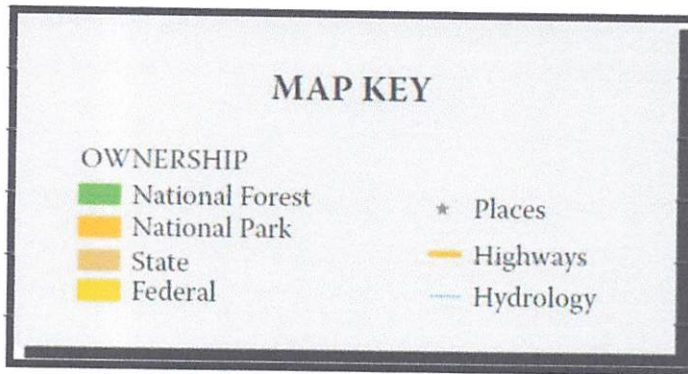 MAP KEY
OWNERSHIP
National Forest
National Park
State
Federal
Places
Highways
Hydrology